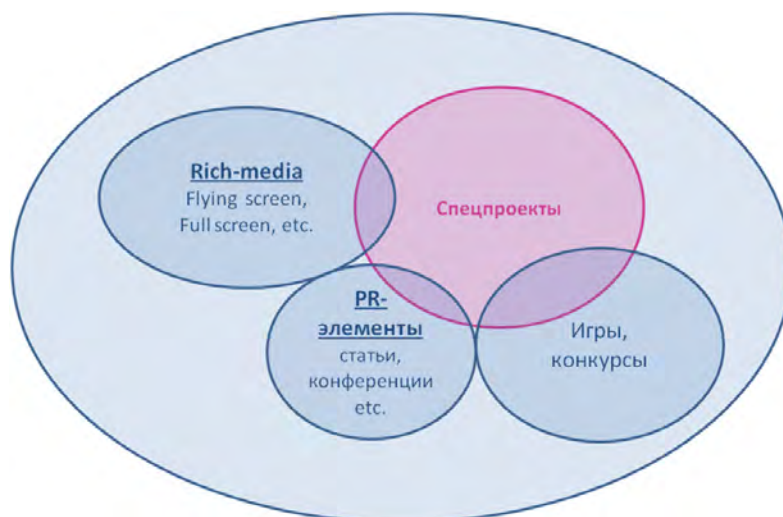 Rich-media
Flying screen,
Full screen, etc.
Спецпроекты
PR-
элементы
статьи,
конференции
etc.
Игры,
конкурсы